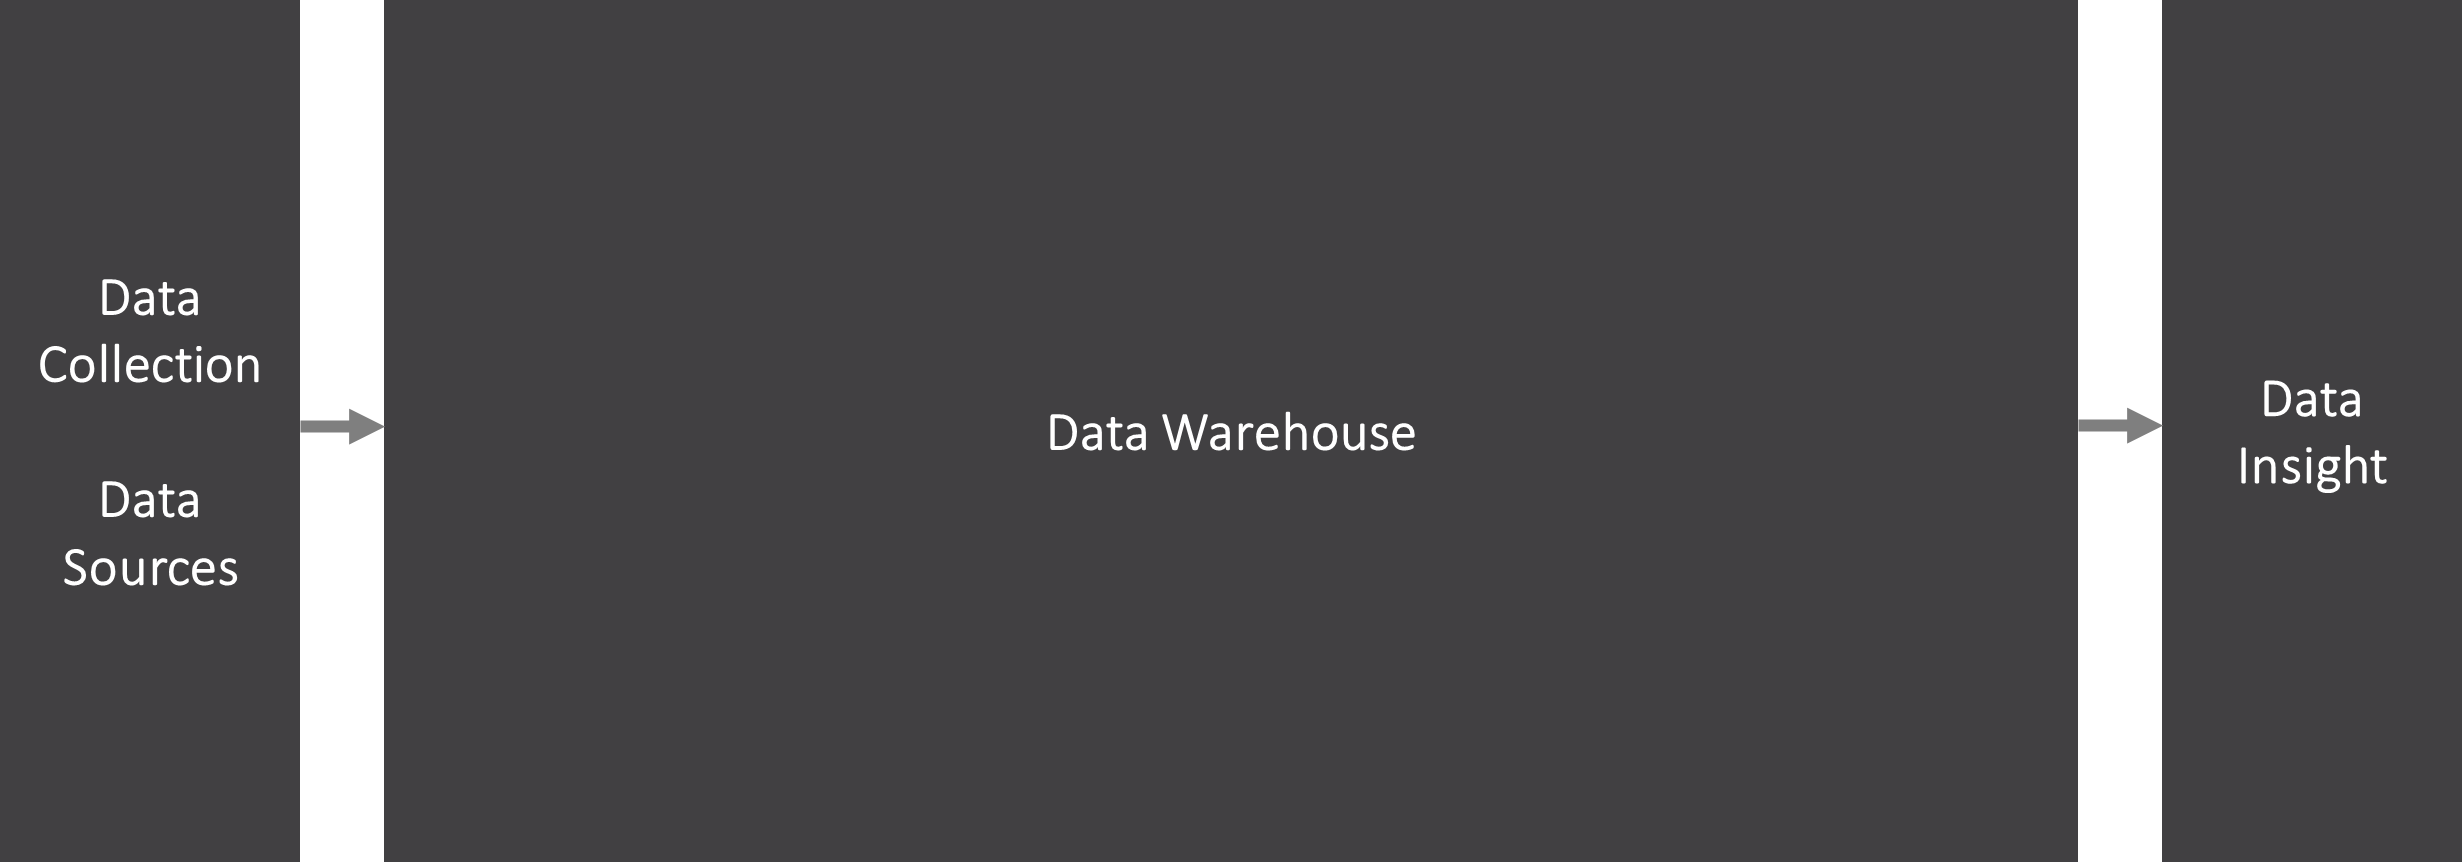 Data
Collection
Data
Sources
Data Warehouse
Data
Insight